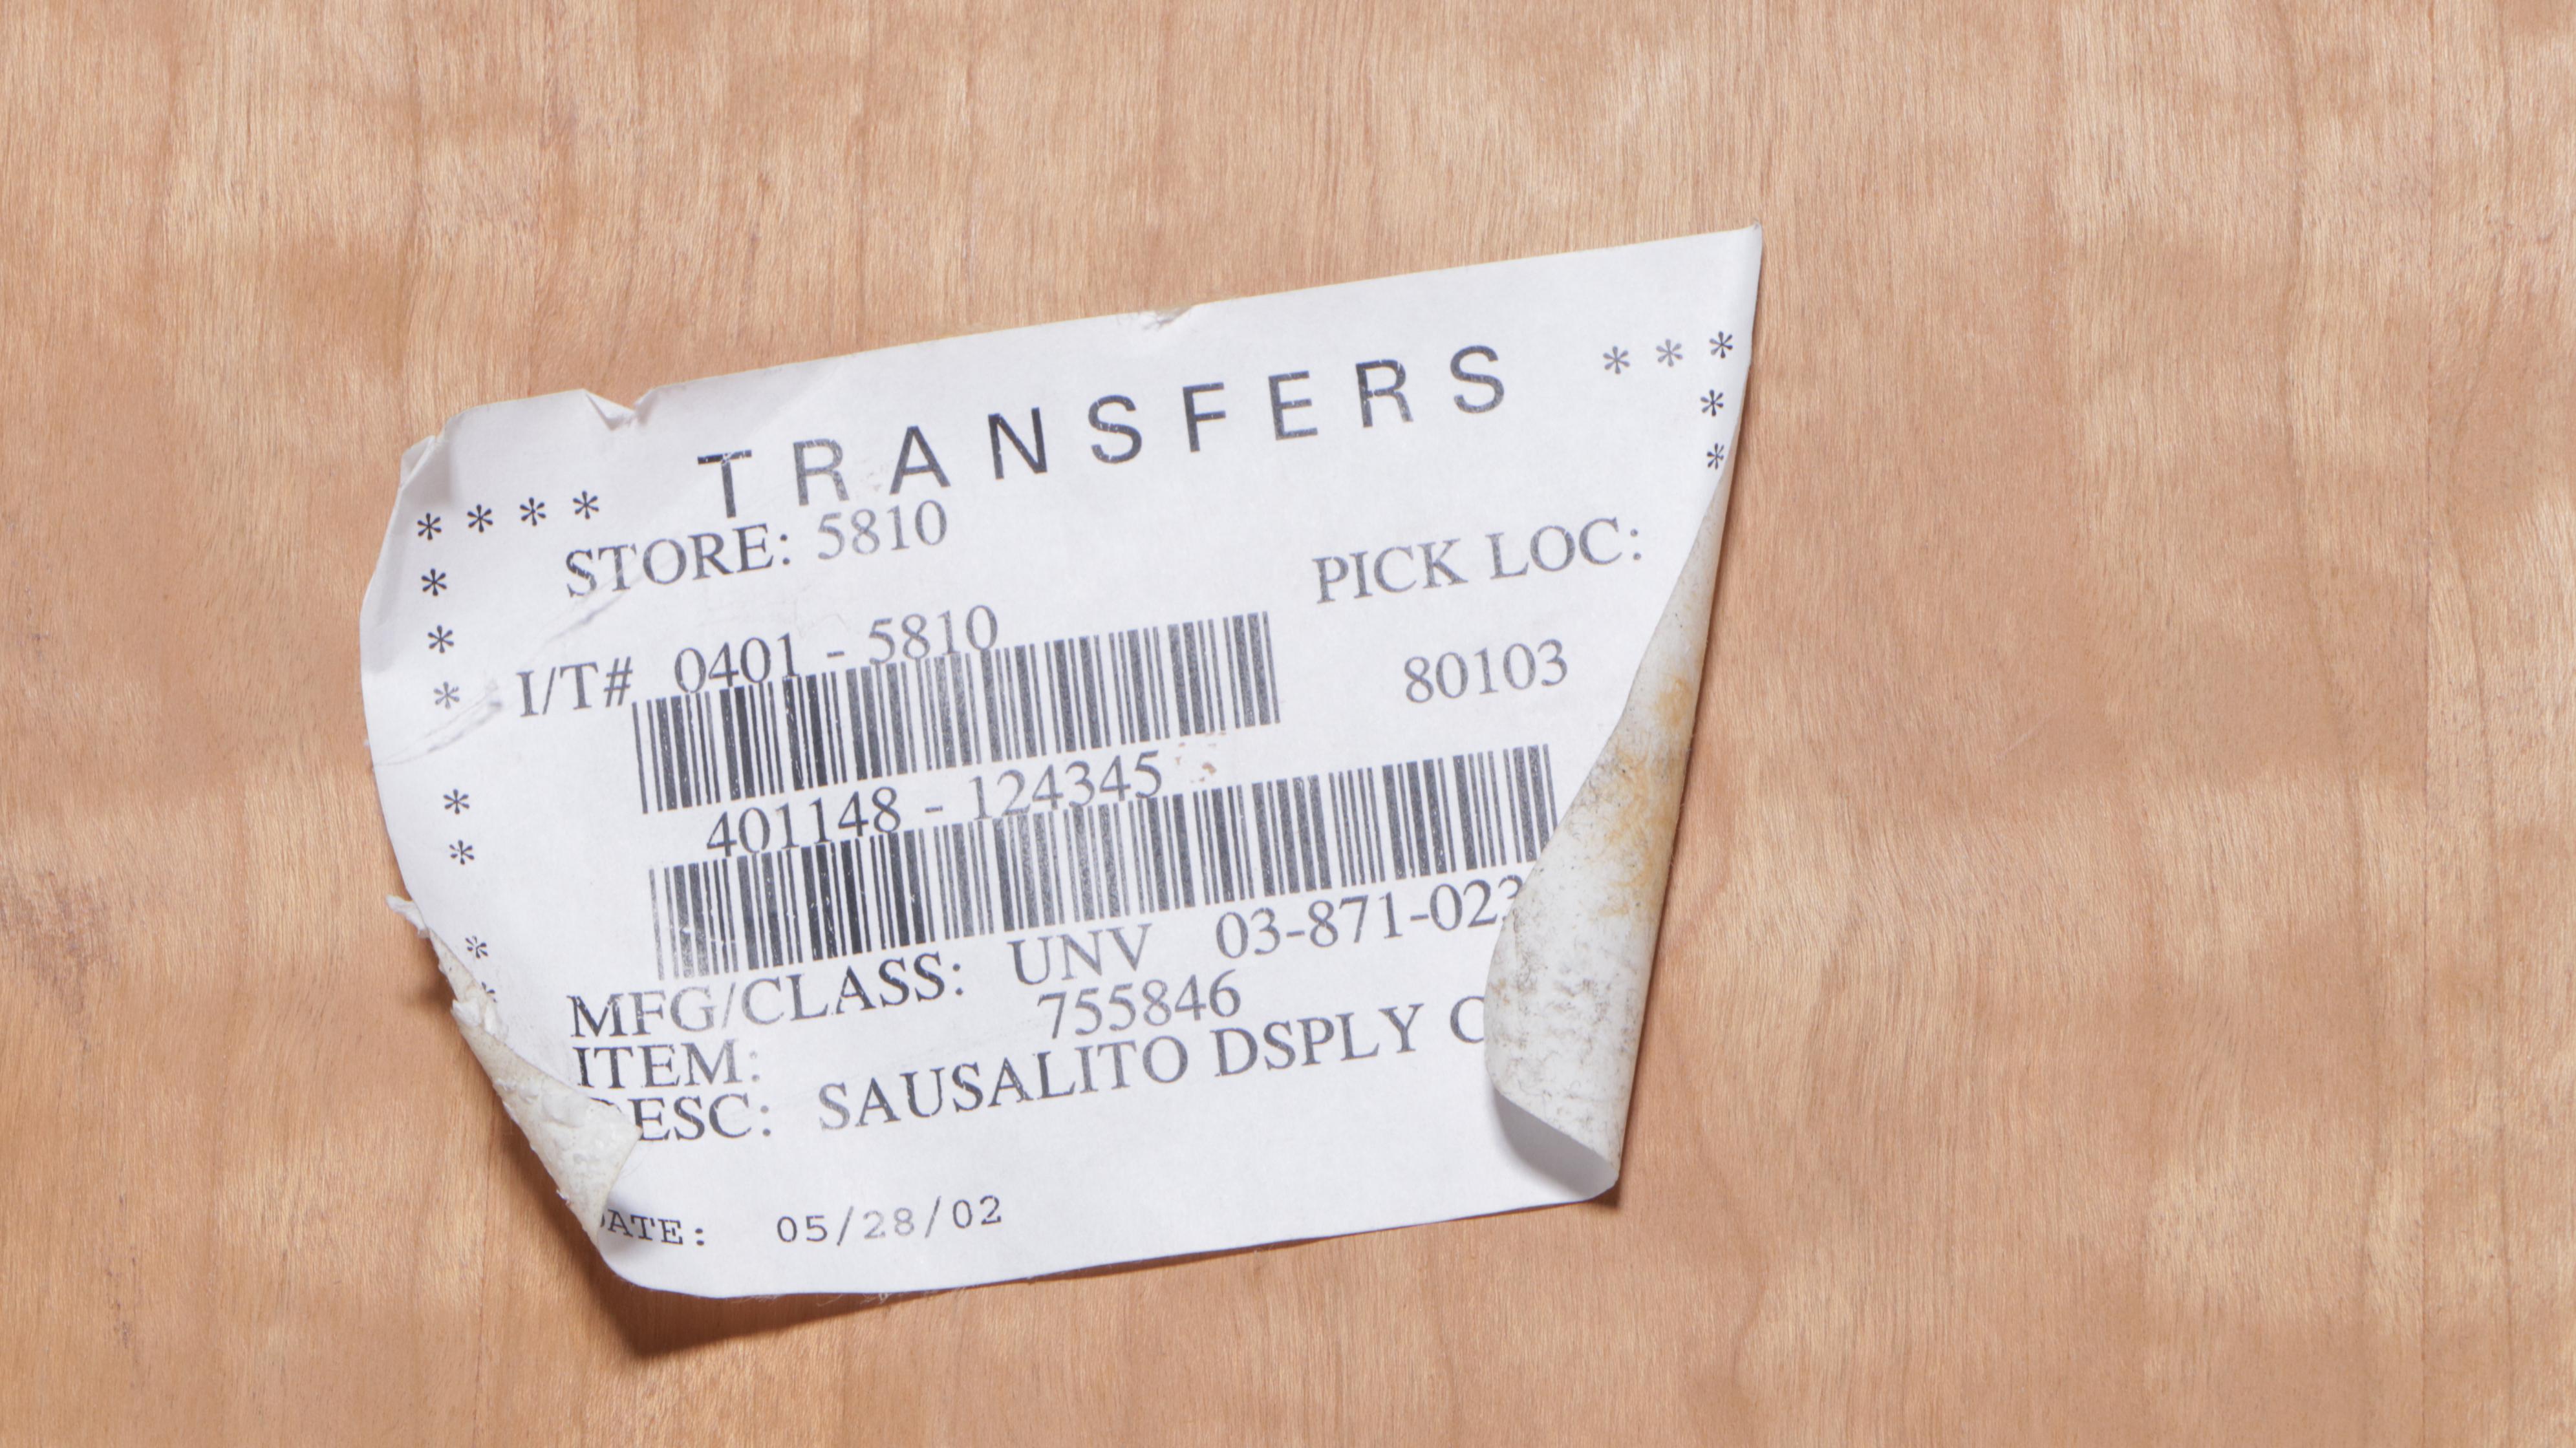 * * * * T R A N S F E R S * * *
STORE: 5810
PICK LOC:
I/T# 0401 - 5810
80103
401148 - 124345
MFG/CLASS: UNV 03-871-023
ITEM: 755846
DESC: SAUSALITO DSPLY C
DATE: 05/28/02